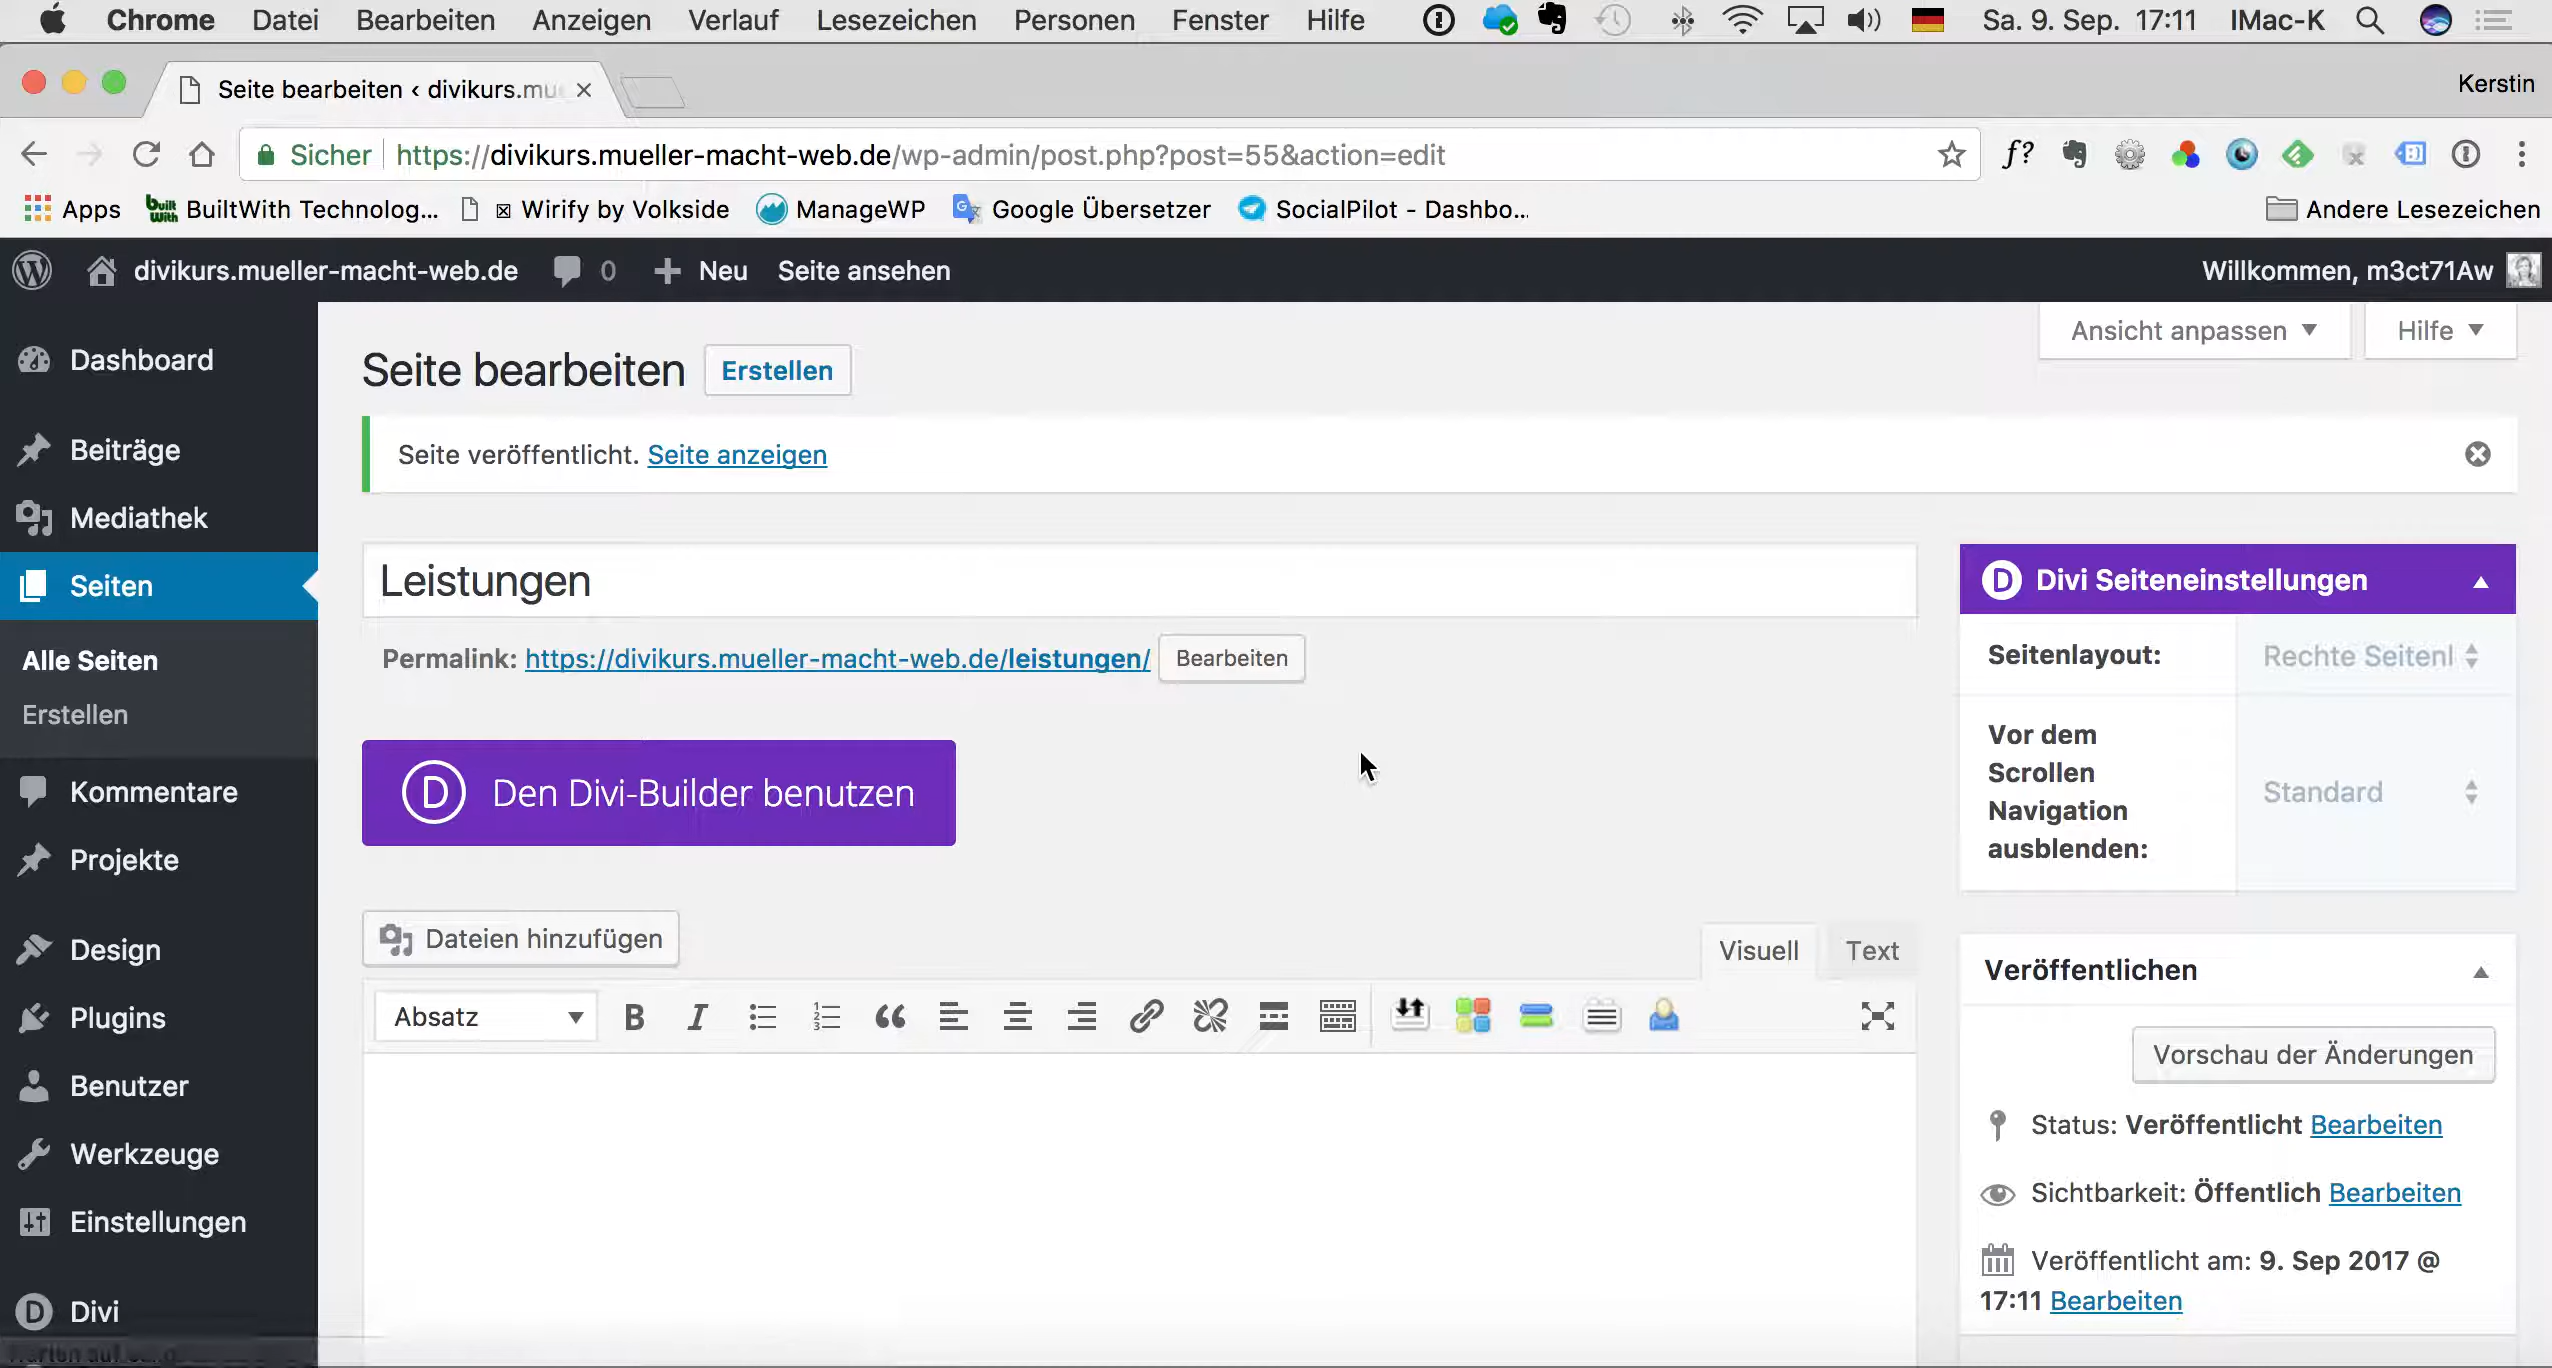 Chrome Datei Bearbeiten Anzeigen Verlauf Lesezeichen Personen Fenster Hilfe Sa. 9. Sep. 17:11 IMac-K
Seite bearbeiten ‹ divikurs.mu
Kerstin
Sicher https://divikurs.mueller-macht-web.de/wp-admin/post.php?post=55&action=edit
f?
Apps built With BuiltWith Technolog... Wirify by Volkside ManageWP Google Übersetzer SocialPilot - Dashbo... Andere Lesezeichen
divikurs.mueller-macht-web.de 0 Neu Seite ansehen Willkommen, m3ct71Aw
Ansicht anpassen Hilfe
Dashboard
Beiträge
Mediathek
Seiten
Alle Seiten
Erstellen
Kommentare
Projekte
Design
Plugins
Benutzer
Werkzeuge
Einstellungen
D Divi
Seite bearbeiten Erstellen
Seite veröffentlicht. Seite anzeigen
Leistungen
Permalink: https://divikurs.mueller-macht-web.de/leistungen/ Bearbeiten
D Den Divi-Builder benutzen
Dateien hinzufügen
Visuell Text
Absatz B I
D Divi Seiteneinstellungen
Seitenlayout: Rechte Seitenl
Vor dem
Scrollen
Navigation
ausblenden:
Standard
Veröffentlichen
Vorschau der Änderungen
Status: Veröffentlicht Bearbeiten
Sichtbarkeit: Öffentlich Bearbeiten
Veröffentlicht am: 9. Sep 2017 @
17:11 Bearbeiten